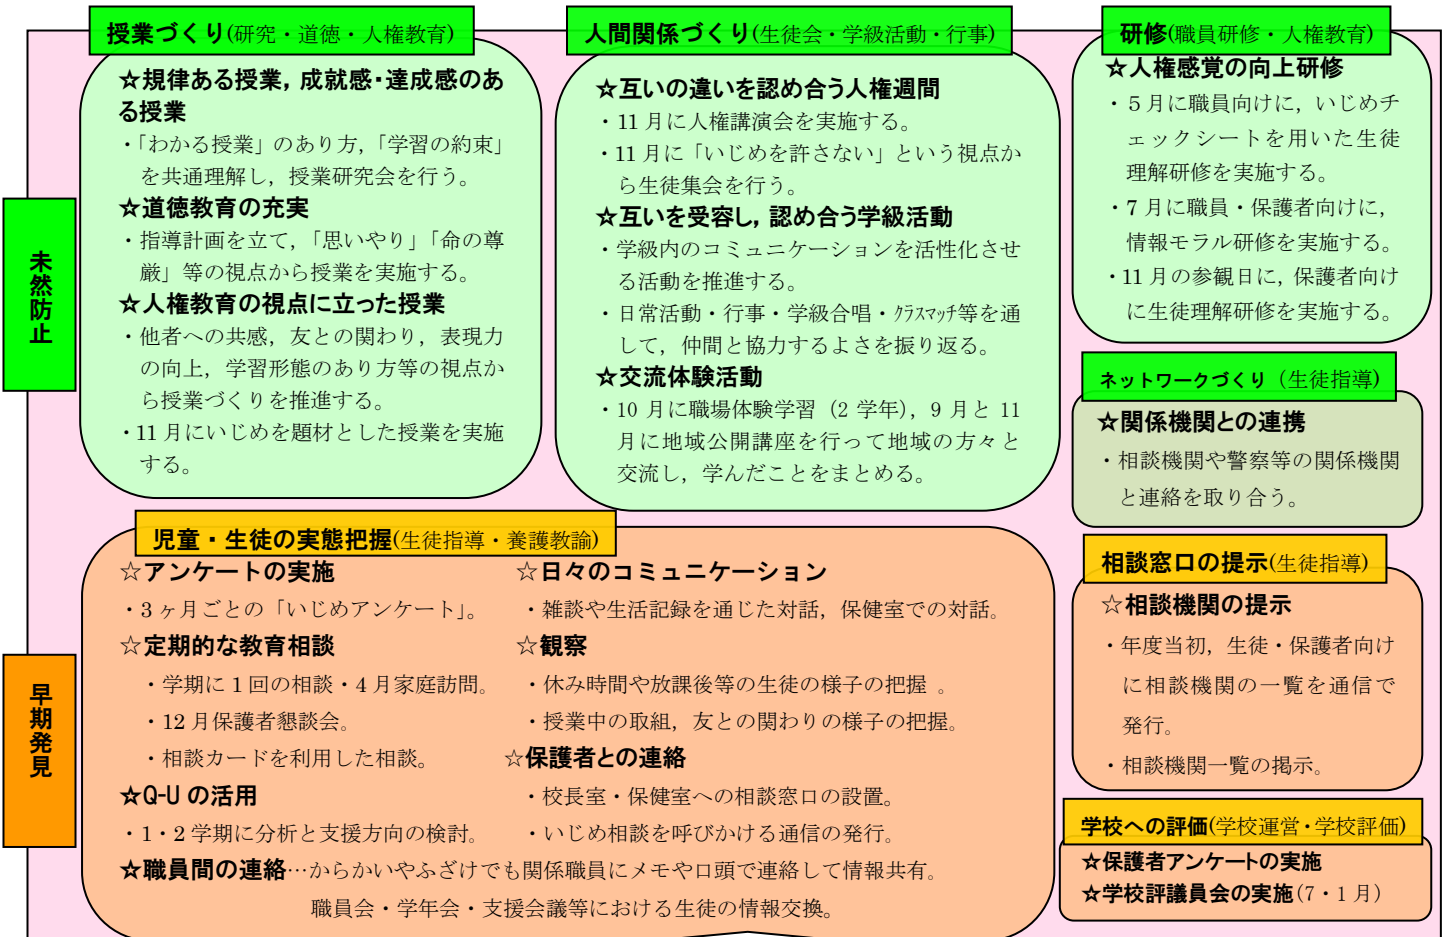 授業づくり(研究・道徳・人権教育)
☆規律ある授業，成就感・達成感のあ
る授業
・「わかる授業」のあり方，「学習の約束」
を共通理解し，授業研究会を行う。
☆道徳教育の充実
・指導計画を立て，「思いやり」「命の尊
厳」等の視点から授業を実施する。
☆人権教育の視点に立った授業
・他者への共感，友との関わり，表現力
の向上，学習形態のあり方等の視点か
ら授業づくりを推進する。
・11月にいじめを題材とした授業を実施
する。
人間関係づくり(生徒会・学級活動・行事)
☆互いの違いを認め合う人権週間
・11月に人権講演会を実施する。
・11月に「いじめを許さない」という視点か
ら生徒集会を行う。
☆互いを受容し，認め合う学級活動
・学級内のコミュニケーションを活性化させ
る活動を推進する。
・日常活動・行事・学級合唱・ｸﾗｽﾏｯﾁ等を通
して，仲間と協力するよさを振り返る。
☆交流体験活動
・10月に職場体験学習（2学年），9月と11
月に地域公開講座を行って地域の方々と
交流し，学んだことをまとめる。
研修(職員研修・人権教育)
☆人権感覚の向上研修
・５月に職員向けに，いじめチ
ェックシートを用いた生徒
理解研修を実施する。
・７月に職員・保護者向けに，
情報モラル研修を実施する。
・11月の参観日に，保護者向け
に生徒理解研修を実施する。
ネットワークづくり（生徒指導)
☆関係機関との連携
・相談機関や警察等の関係機関
と連絡を取り合う。
未然防止
児童・生徒の実態把握(生徒指導・養護教諭)
☆アンケートの実施
・3ヶ月ごとの「いじめアンケート」。
☆定期的な教育相談
・学期に1回の相談・4月家庭訪問。
・12月保護者懇談会。
・相談カードを利用した相談。
☆Q-Uの活用
・1・2学期に分析と支援方向の検討。
☆日々のコミュニケーション
・雑談や生活記録を通じた対話，保健室での対話。
☆観察
・休み時間や放課後等の生徒の様子の把握 。
・授業中の取組，友との関わりの様子の把握。
☆保護者との連絡
・校長室・保健室への相談窓口の設置。
・いじめ相談を呼びかける通信の発行。
☆職員間の連絡…からかいやふざけでも関係職員にメモや口頭で連絡して情報共有。
職員会・学年会・支援会議等における生徒の情報交換。
相談窓口の提示(生徒指導)
☆相談機関の提示
・年度当初，生徒・保護者向け
に相談機関の一覧を通信で
発行。
・相談機関一覧の掲示。
学校への評価(学校運営・学校評価)
☆保護者アンケートの実施
☆学校評議員会の実施(7・1月)
早期発見